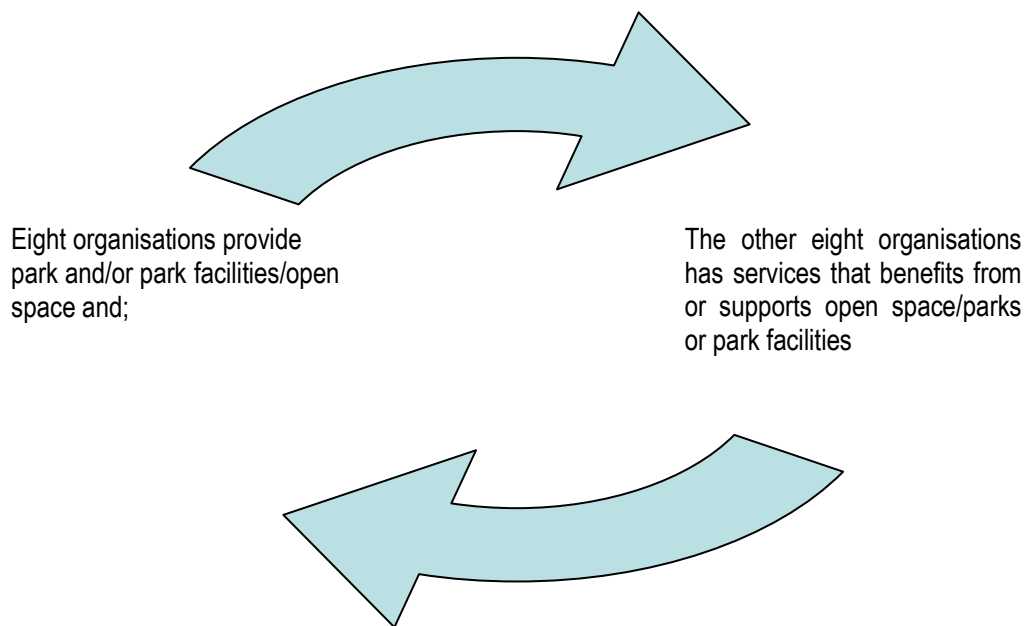 Eight organisations provide
park and/or park facilities/open
space and;
The other eight organisations
has services that benefits from
or supports open space/parks
or park facilities